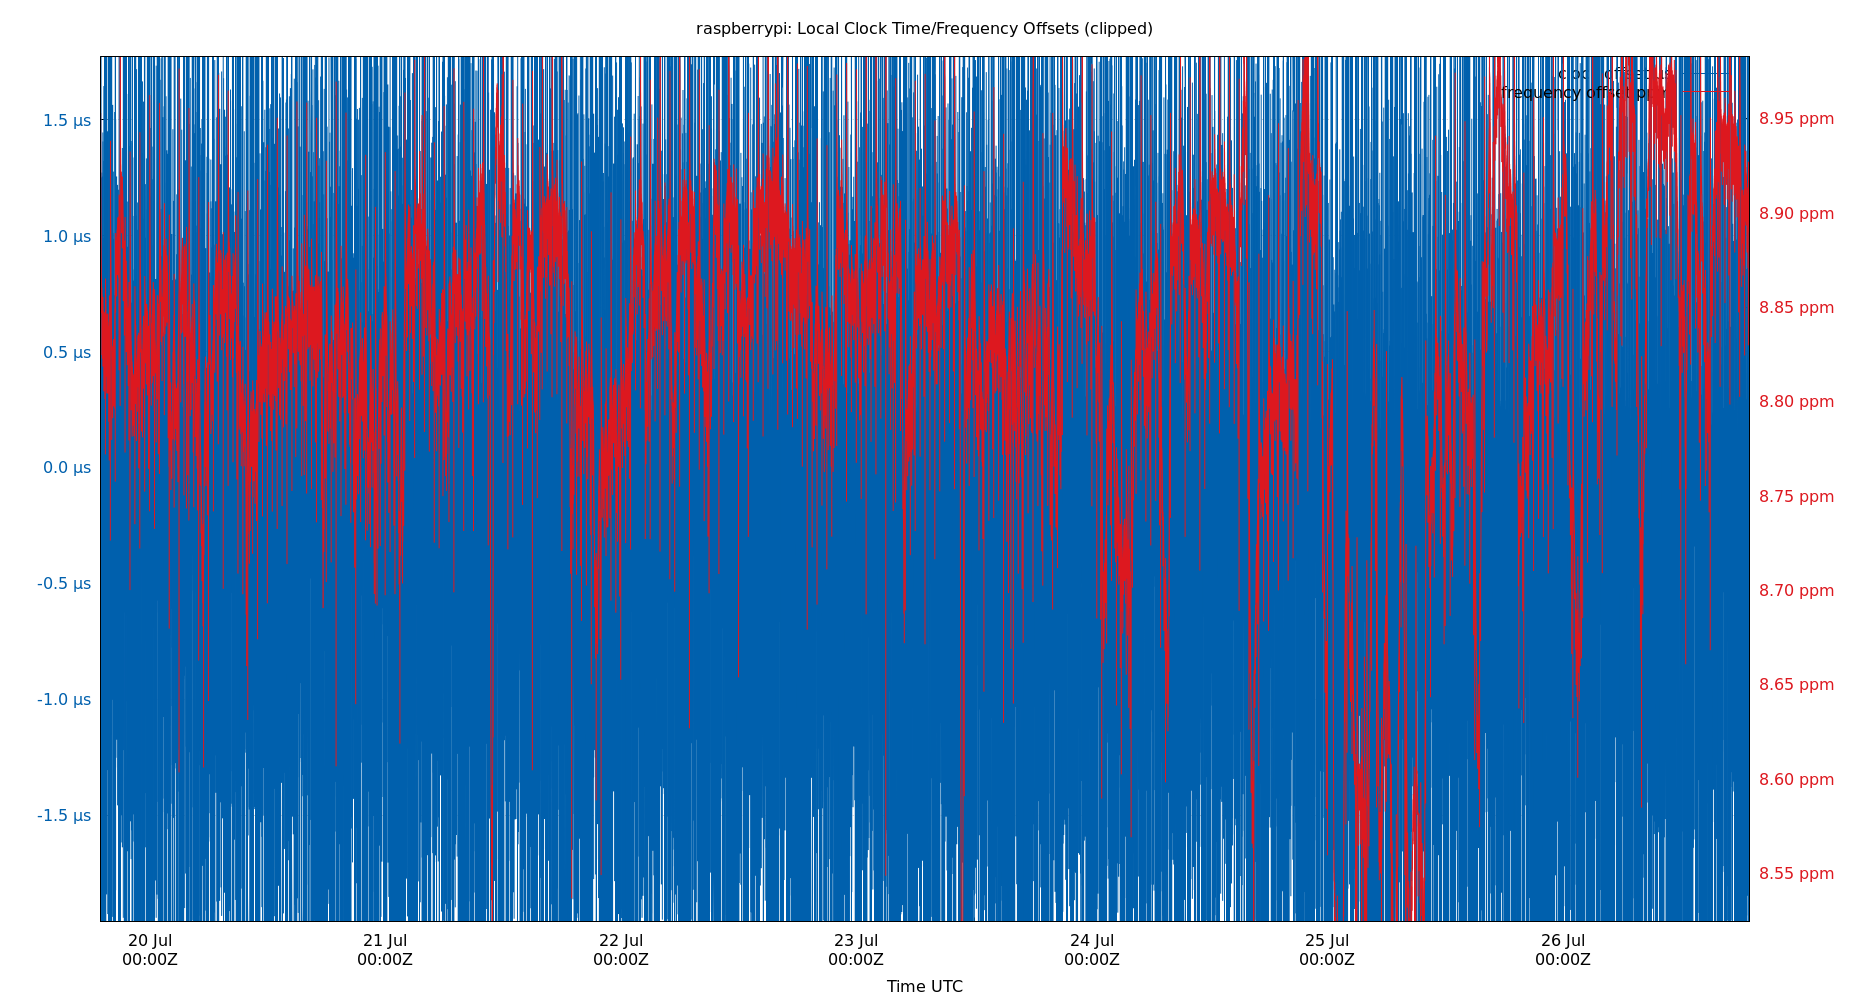 raspberrypi: Local Clock Time/Frequency Offsets (clipped)
frequency offset ppm
1.5 µs
1.0 µs
0.5 µs
0.0 µs
-0.5 µs
-1.0 µs
-1.5 µs
8.95 ppm
8.90 ppm
8.85 ppm
8.80 ppm
8.75 ppm
8.70 ppm
8.65 ppm
8.60 ppm
8.55 ppm
20 Jul
00:00Z
21 Jul
00:00Z
22 Jul
00:00Z
23 Jul
00:00Z
24 Jul
00:00Z
25 Jul
00:00Z
26 Jul
00:00Z
Time UTC